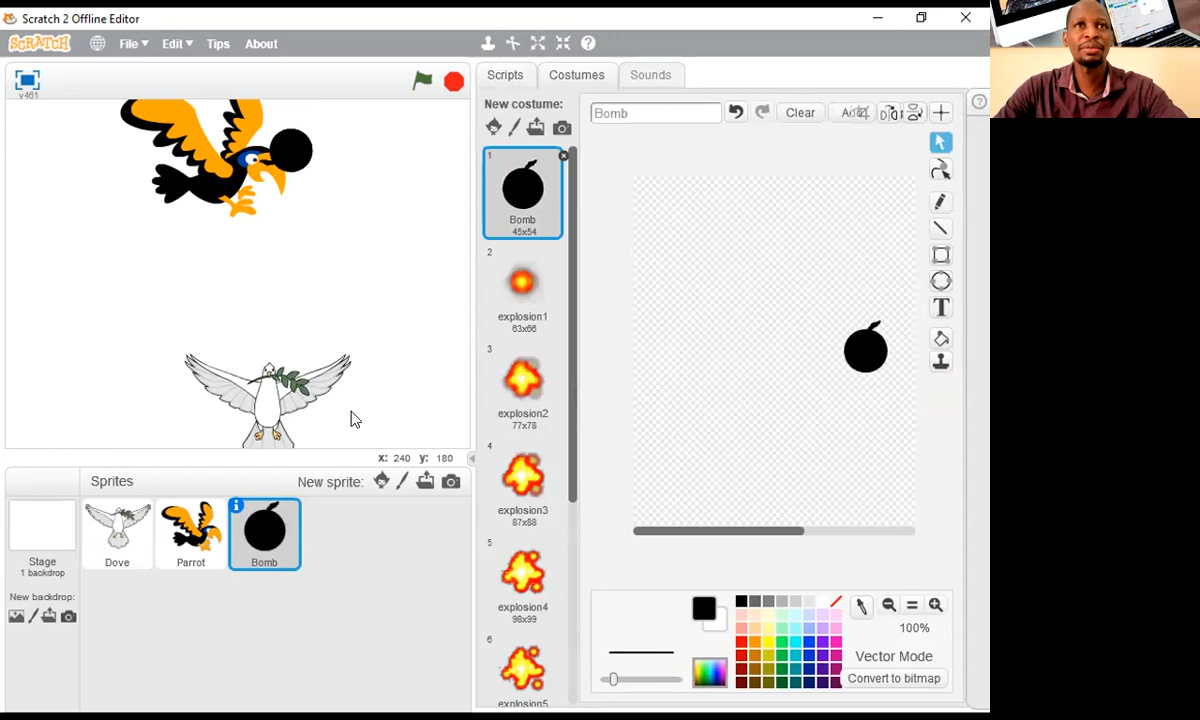 Scratch 2 Offline Editor
SCRATCH File Edit Tips About
v461
Scripts Costumes Sounds
New costume:
Bomb Clear Add
1
Bomb
45x54
2
explosion1
63x66
3
explosion2
77x78
4
explosion3
87x88
5
explosion4
98x99
6
explosion5
T
x: 240 y: 180
Sprites New sprite:
Stage
1 backdrop
Dove Parrot Bomb
New backdrop:
100%
Vector Mode
Convert to bitmap